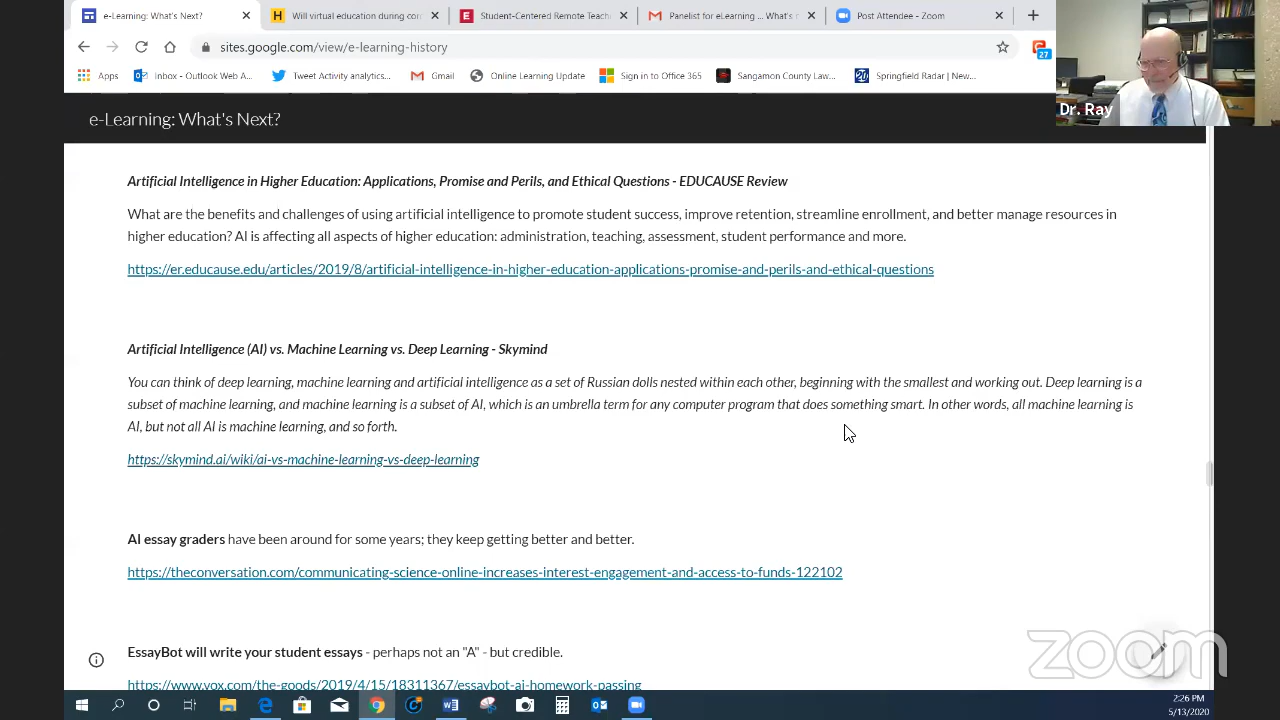 e-Learning: What's Next?
Will virtual education during cor
Student-Centered Remote Teach
Panelist for eLearning ... What's n
Post Attendee - Zoom
sites.google.com/view/e-learning-history
27
Apps
Inbox - Outlook Web A...
Tweet Activity analytics...
Gmail
Online Learning Update
Sign in to Office 365
Sangamon County Law...
20
Springfield Radar | New...
Dr. Ray
e-Learning: What's Next?
Artificial Intelligence in Higher Education: Applications, Promise and Perils, and Ethical Questions - EDUCAUSE Review
What are the benefits and challenges of using artificial intelligence to promote student success, improve retention, streamline enrollment, and better manage resources in
higher education? AI is affecting all aspects of higher education: administration, teaching, assessment, student performance and more.
https://er.educause.edu/articles/2019/8/artificial-intelligence-in-higher-education-applications-promise-and-perils-and-ethical-questions
Artificial Intelligence (AI) vs. Machine Learning vs. Deep Learning - Skymind
You can think of deep learning, machine learning and artificial intelligence as a set of Russian dolls nested within each other, beginning with the smallest and working out. Deep learning is a
subset of machine learning, and machine learning is a subset of AI, which is an umbrella term for any computer program that does something smart. In other words, all machine learning is
AI, but not all AI is machine learning, and so forth.
https://skymind.ai/wiki/ai-vs-machine-learning-vs-deep-learning
AI essay graders have been around for some years; they keep getting better and better.
https://theconversation.com/communicating-science-online-increases-interest-engagement-and-access-to-funds-122102
EssayBot will write your student essays - perhaps not an "A" - but credible.
https://www.vox.com/the-goods/2019/4/15/18311367/essaybot-ai-homework-passing
zoom
2:26 PM
5/13/2020